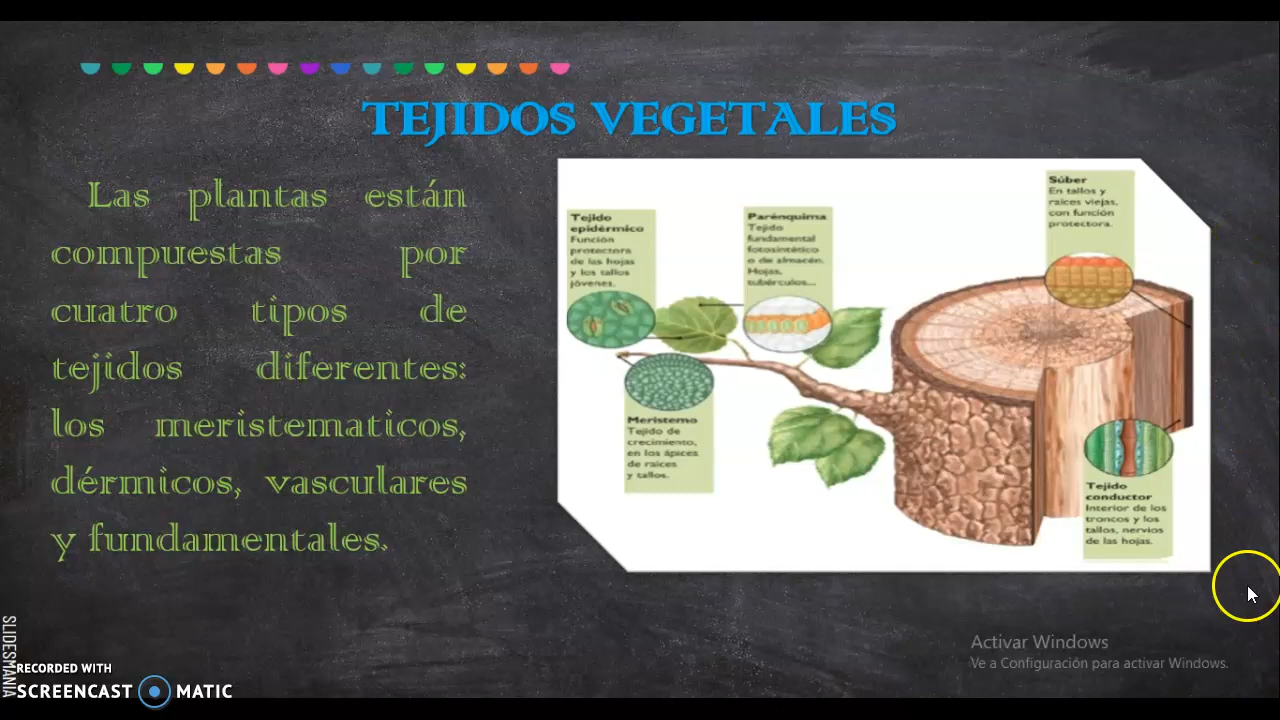 TEJIDOS VEGETALES
Las plantas están
compuestas por
cuatro tipos de
tejidos diferentes:
los meristematicos,
dérmicos, vasculares
y fundamentales.
Tejido
epidérmico
Función
protectora
de las hojas
y los tallos
jóvenes.
Parénquima
Tejido
fundamental
fotosintético
o de almacén.
Hojas,
tubérculos...
Súber
En tallos y
raíces viejas,
con función
protectora.
Meristemo
Tejido de
crecimiento,
en los ápices
de raíces
y tallos.
Tejido
conductor
Interior de los
troncos y los
tallos, nervios
de las hojas.
Activar Windows
Ve a Configuración para activar Windows.
SLIDESMANIA
RECORDED WITH
SCREENCAST MATIC